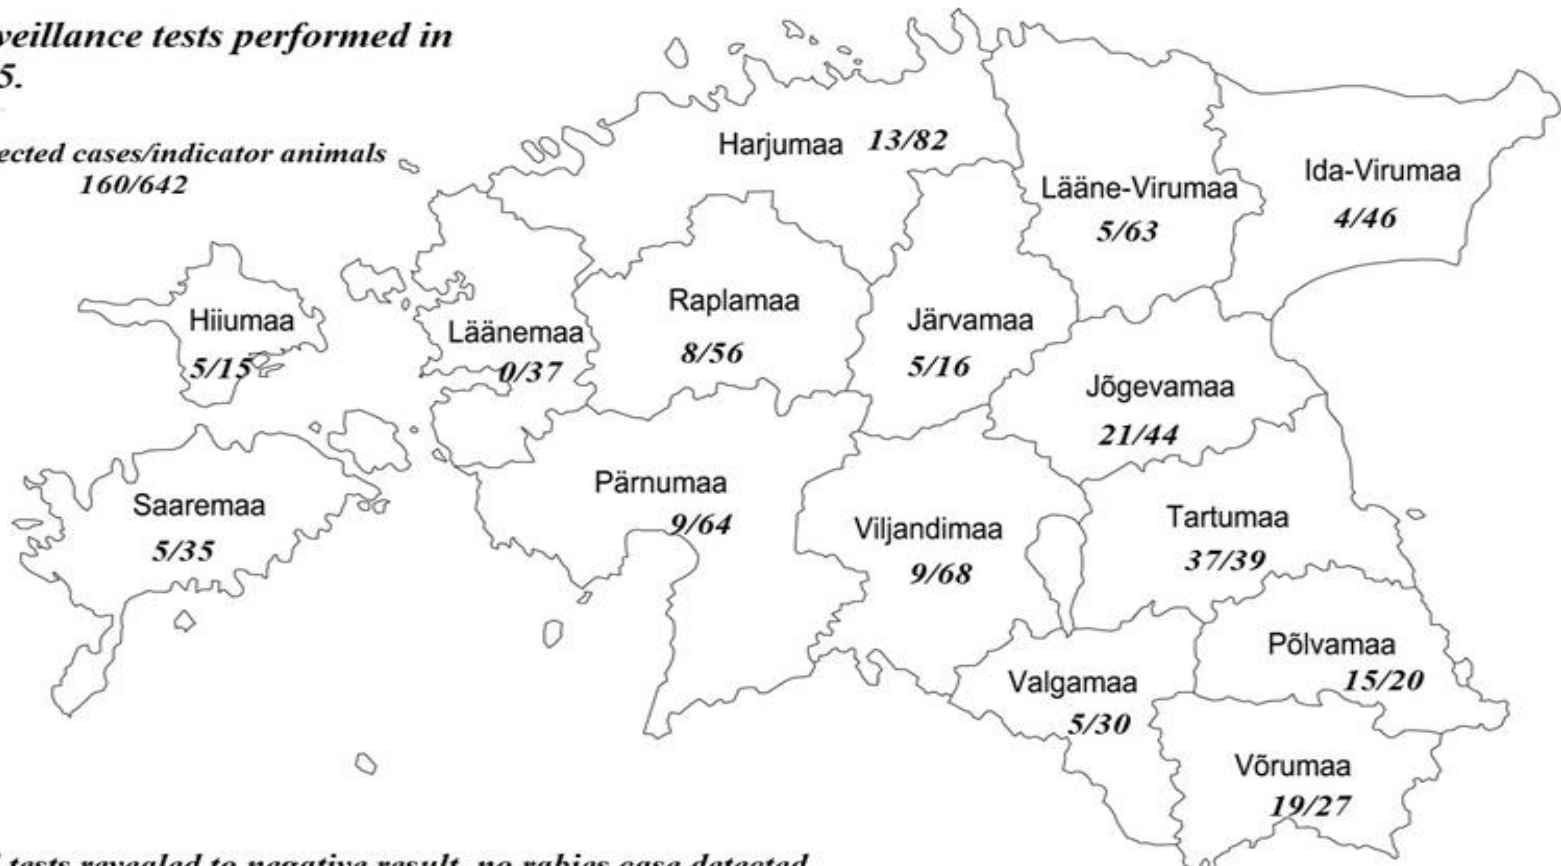 veillance tests performed in
5.
ected cases/indicator animals
160/642
Harjumaa 13/82
Lääne-Virumaa
5/63
Ida-Virumaa
4/46
Hiiumaa
5/15
Läänemaa
0/37
Raplamaa
8/56
Järvamaa
5/16
Jõgevamaa
21/44
Saaremaa
5/35
Pärnumaa
9/64
Viljandimaa
9/68
Tartumaa
37/39
Põlvamaa
15/20
Valgamaa
5/30
Võrumaa
19/27
tests revealed to negative result, no rabies case detected